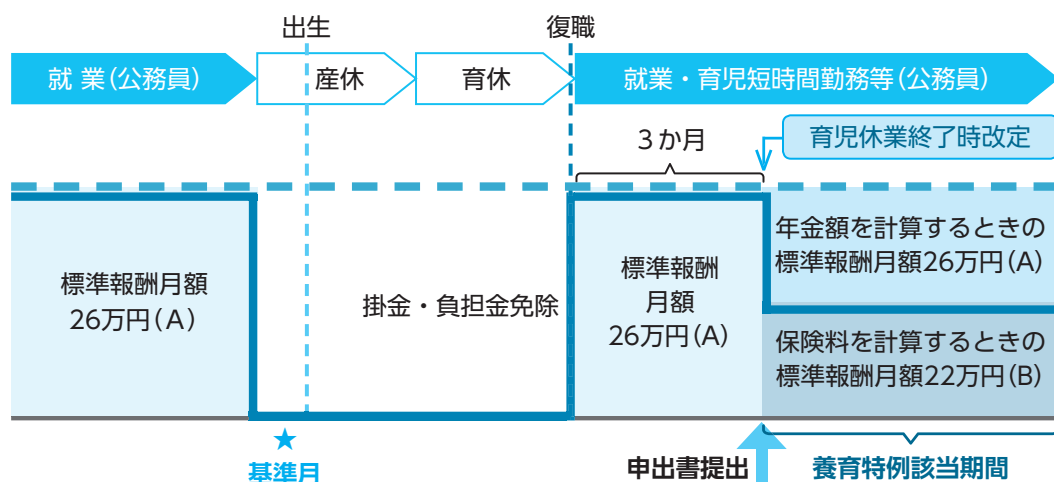 出生
復職
就業(公務員)
産休
育休
就業・育児短時間勤務等(公務員)
3か月
育児休業終了時改定
標準報酬月額
26万円(A)
掛金・負担金免除
標準報酬
月額
26万円(A)
年金額を計算するときの
標準報酬月額26万円(A)
保険料を計算するときの
標準報酬月額22万円(B)
★
基準月
申出書提出
養育特例該当期間